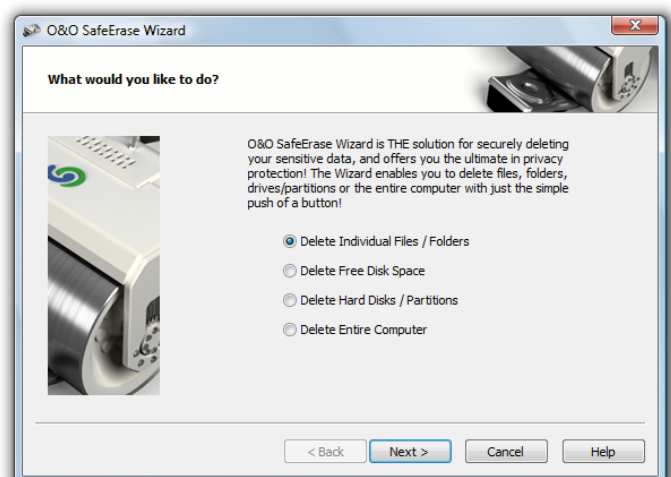 O&O SafeErase Wizard
What would you like to do?
O&O SafeErase Wizard is THE solution for securely deleting
your sensitive data, and offers you the ultimate in privacy
protection! The Wizard enables you to delete files, folders,
drives/partitions or the entire computer with just the simple
push of a button!
Delete Individual Files / Folders
Delete Free Disk Space
Delete Hard Disks / Partitions
Delete Entire Computer
< Back Next > Cancel Help